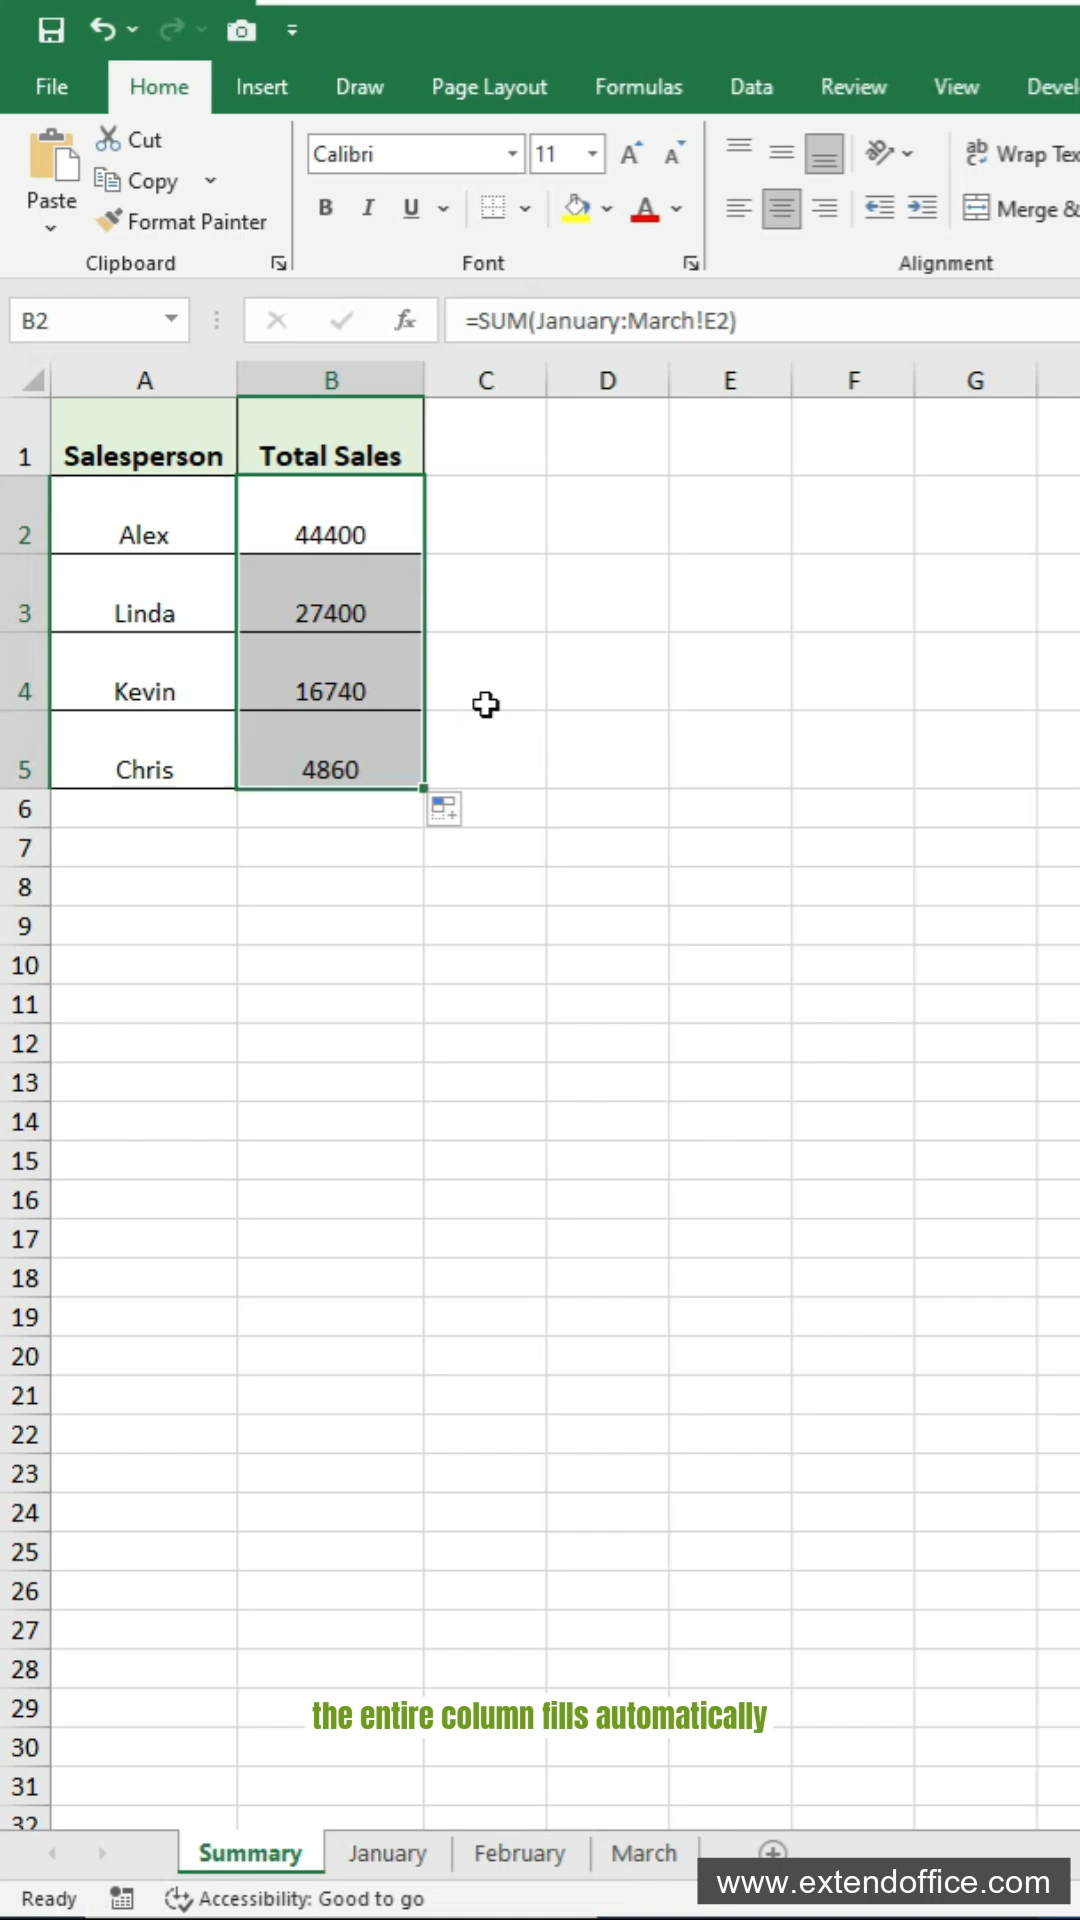 File Home Insert Draw Page Layout Formulas Data Review View Devel
Cut
Copy
Format Painter
Paste
Clipboard
Calibri 11
B I U
Font
Wrap Tex
Merge &
Alignment
B2 fx =SUM(January:March!E2)
A B C D E F G
1 Salesperson Total Sales
2 Alex 44400
3 Linda 27400
4 Kevin 16740
5 Chris 4860
6
7
8
9
10
11
12
13
14
15
16
17
18
19
20
21
22
23
24
25
26
27
28
29
the entire column fills automatically
30
31
32
Summary January February March
Ready Accessibility: Good to go
www.extendoffice.com